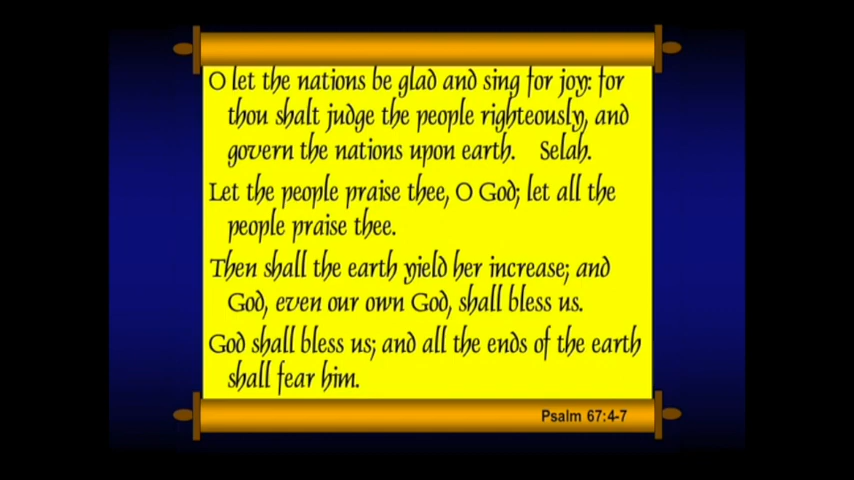 O let the nations be glad and sing for joy: for
thou shalt judge the people righteously, and
govern the nations upon earth. Selah.
Let the people praise thee, O God; let all the
people praise thee.
Then shall the earth yield her increase; and
God, even our own God, shall bless us.
God shall bless us; and all the ends of the earth
shall fear him.
Psalm 67:4-7